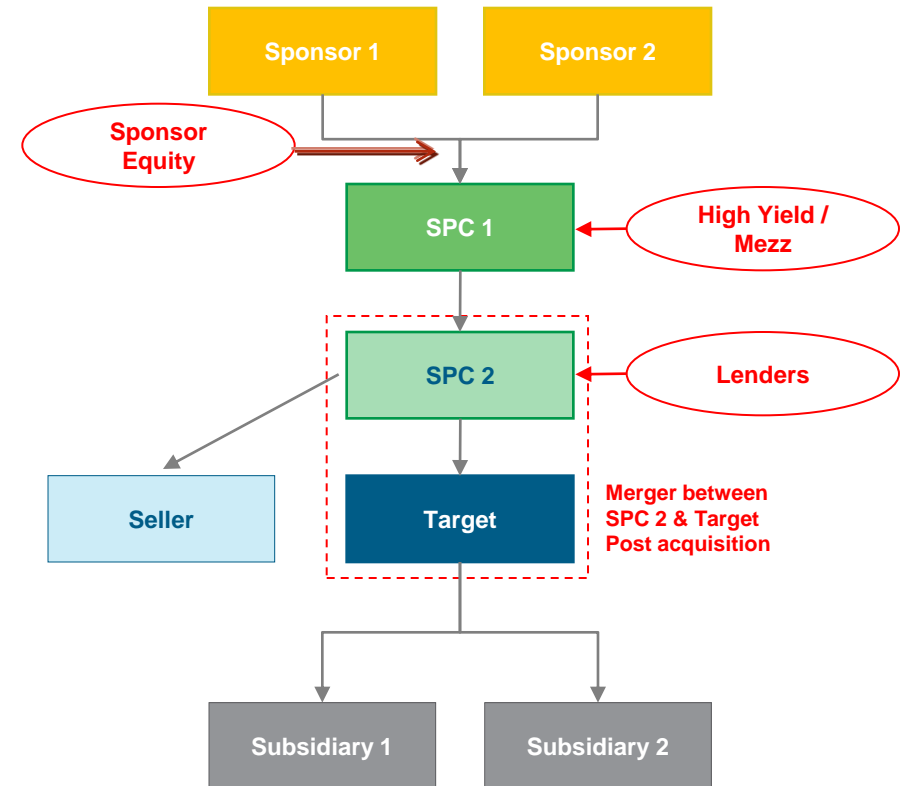 Sponsor 1
Sponsor 2
Sponsor
Equity
SPC 1
High Yield /
Mezz
SPC 2
Lenders
Seller
Target
Merger between
SPC 2 & Target
Post acquisition
Subsidiary 1
Subsidiary 2